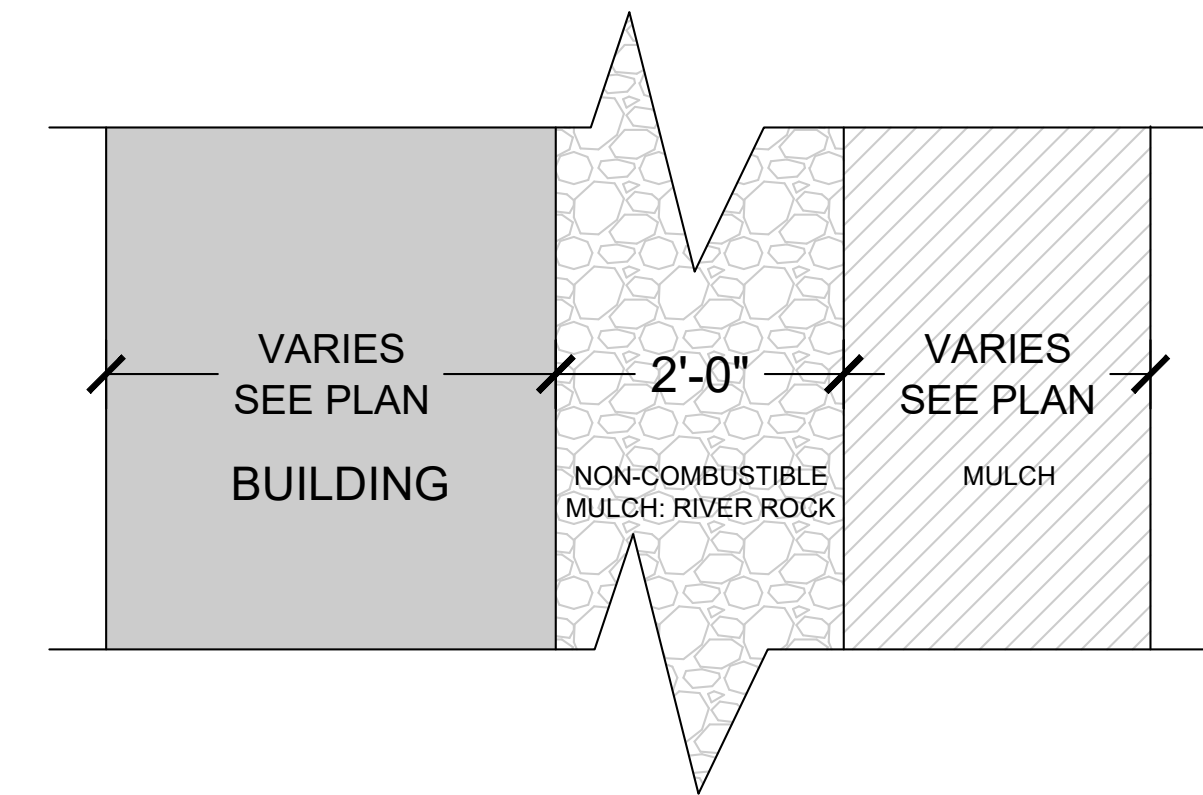 VARIES
SEE PLAN
BUILDING
2'-0"
NON-COMBUSTIBLE
MULCH: RIVER ROCK
VARIES
SEE PLAN
MULCH